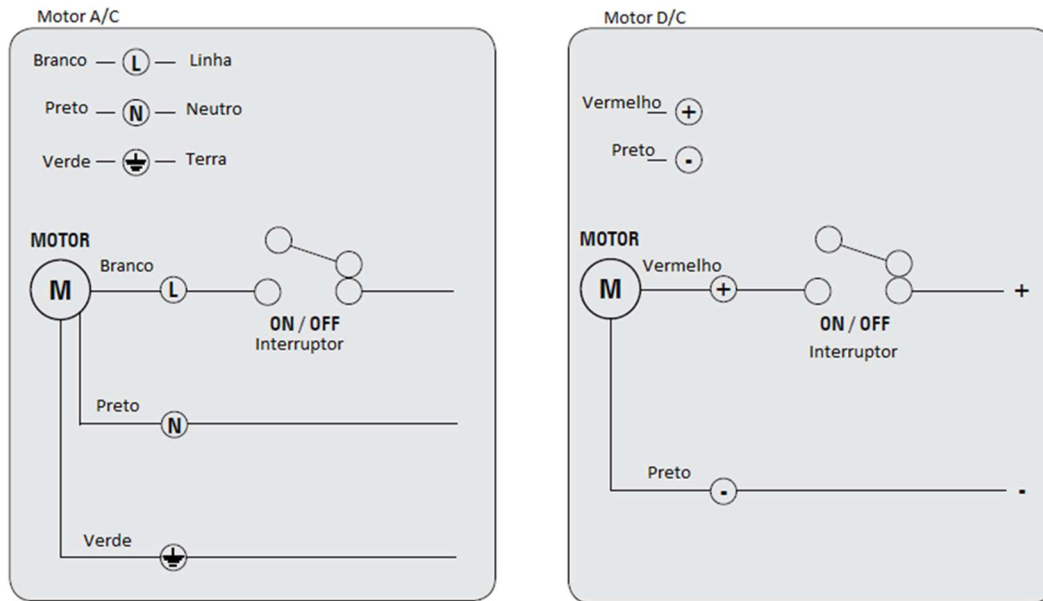 Motor A/C
Branco — L — Linha
Preto — N — Neutro
Verde — — Terra
MOTOR
M
Branco
L
ON / OFF
Interruptor
Preto
N
Verde
Motor D/C
Vermelho — +
Preto — -
MOTOR
M
Vermelho
+
+
ON / OFF
Interruptor
Preto
-
-